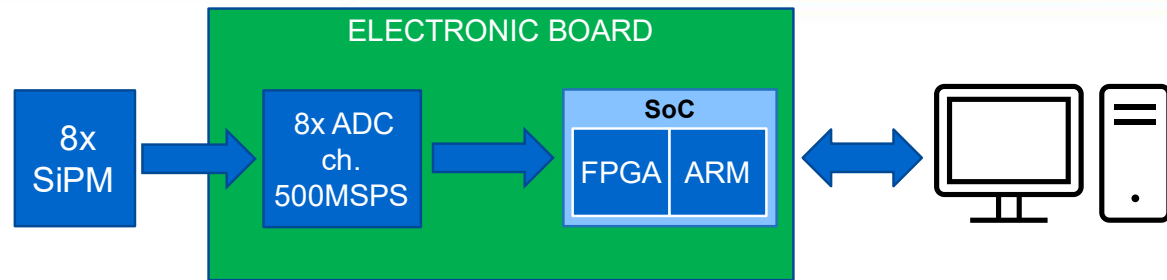 ELECTRONIC BOARD
8x
SiPM
8x ADC
ch.
500MSPS
SoC
FPGA
ARM